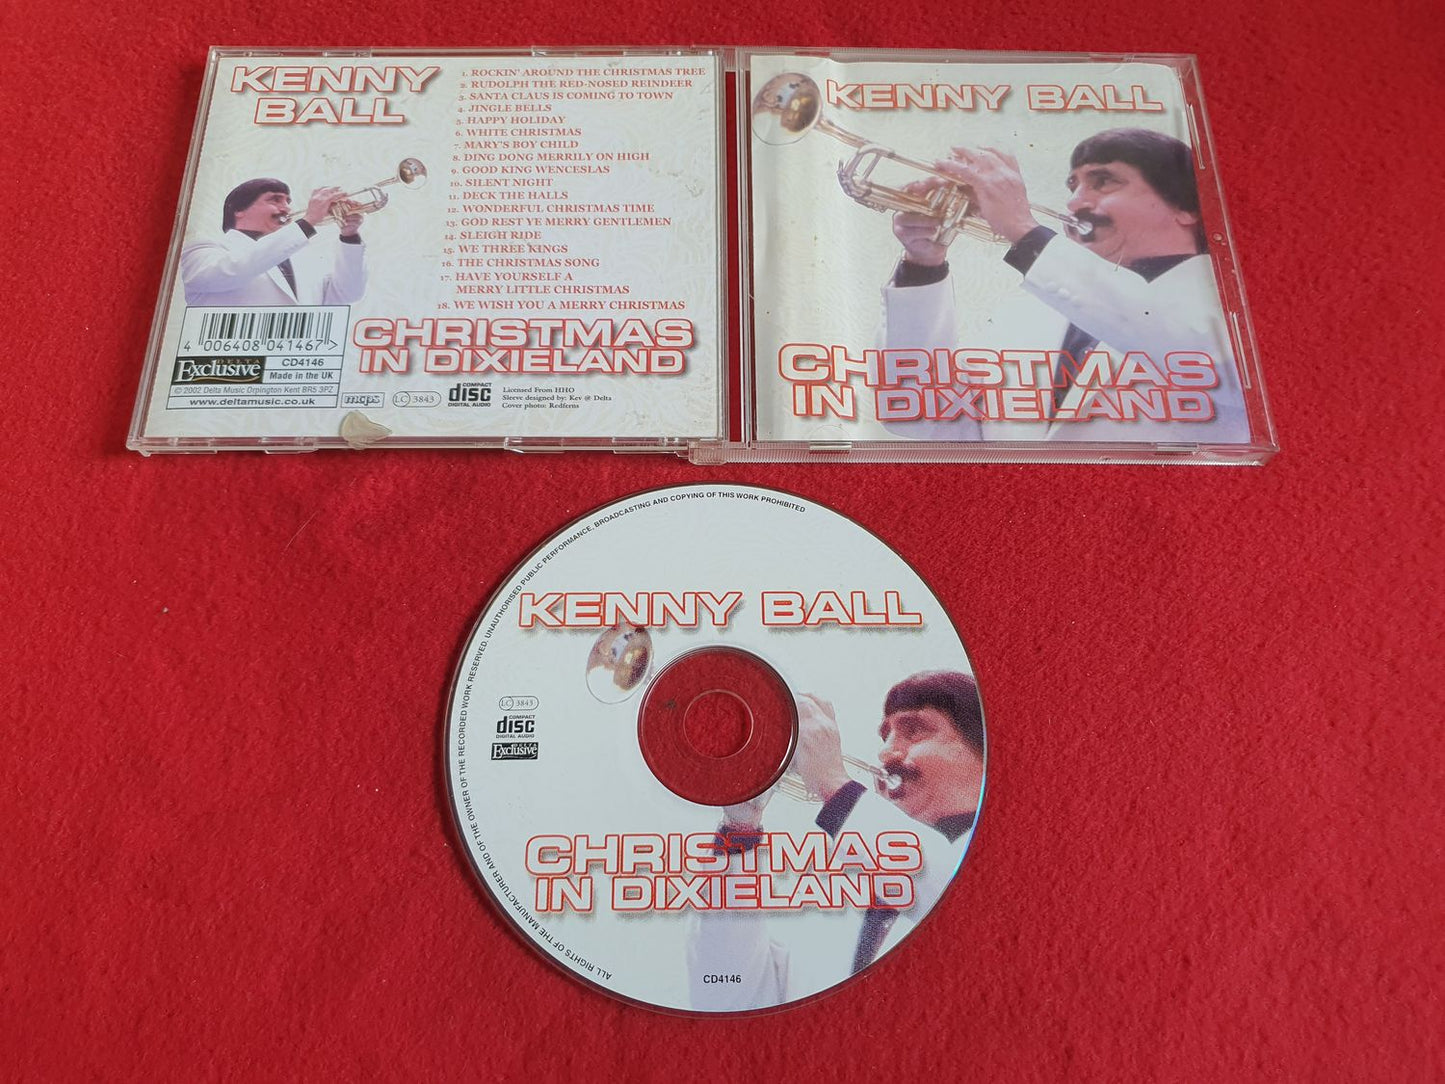 KENNY
BALL
1. ROCKIN' AROUND THE CHRISTMAS TREE
2. RUDOLPH THE RED-NOSED REINDEER
3. SANTA CLAUS IS COMING TO TOWN
4. JINGLE BELLS
5. HAPPY HOLIDAY
6. WHITE CHRISTMAS
7. MARY'S BOY CHILD
8. DING DONG MERRILY ON HIGH
9. GOOD KING WENCESLAS
10. SILENT NIGHT
11. DECK THE HALLS
12. WONDERFUL CHRISTMAS TIME
13. GOD REST YE MERRY GENTLEMEN
14. SLEIGH RIDE
15. WE THREE KINGS
16. THE CHRISTMAS SONG
17. HAVE YOURSELF A
MERRY LITTLE CHRISTMAS
18. WE WISH YOU A MERRY CHRISTMAS
4 006408 041467 >
DELTA
Exclusive
CD4146
Made in the UK
© 2002 Delta Music Orpington Kent BR5 3PZ
www.deltamusic.co.uk
CHRISTMAS
IN DIXIELAND
mcps
LC 3843
COMPACT
disc
DIGITAL AUDIO
Licensed From HHO
Sleeve designed by: Kev @ Delta
Cover photo: Redferns
KENNY BALL
CHRISTMAS
IN DIXIELAND
ALL RIGHTS OF THE MANUFACTURER AND OF THE OWNER OF THE RECORDED WORK RESERVED. UNAUTHORISED PUBLIC PERFORMANCE, BROADCASTING AND COPYING OF THIS WORK PROHIBITED
KENNY BALL
LC 3843
COMPACT
disc
DIGITAL AUDIO
DELTA
Exclusive
CHRISTMAS
IN DIXIELAND
CD4146